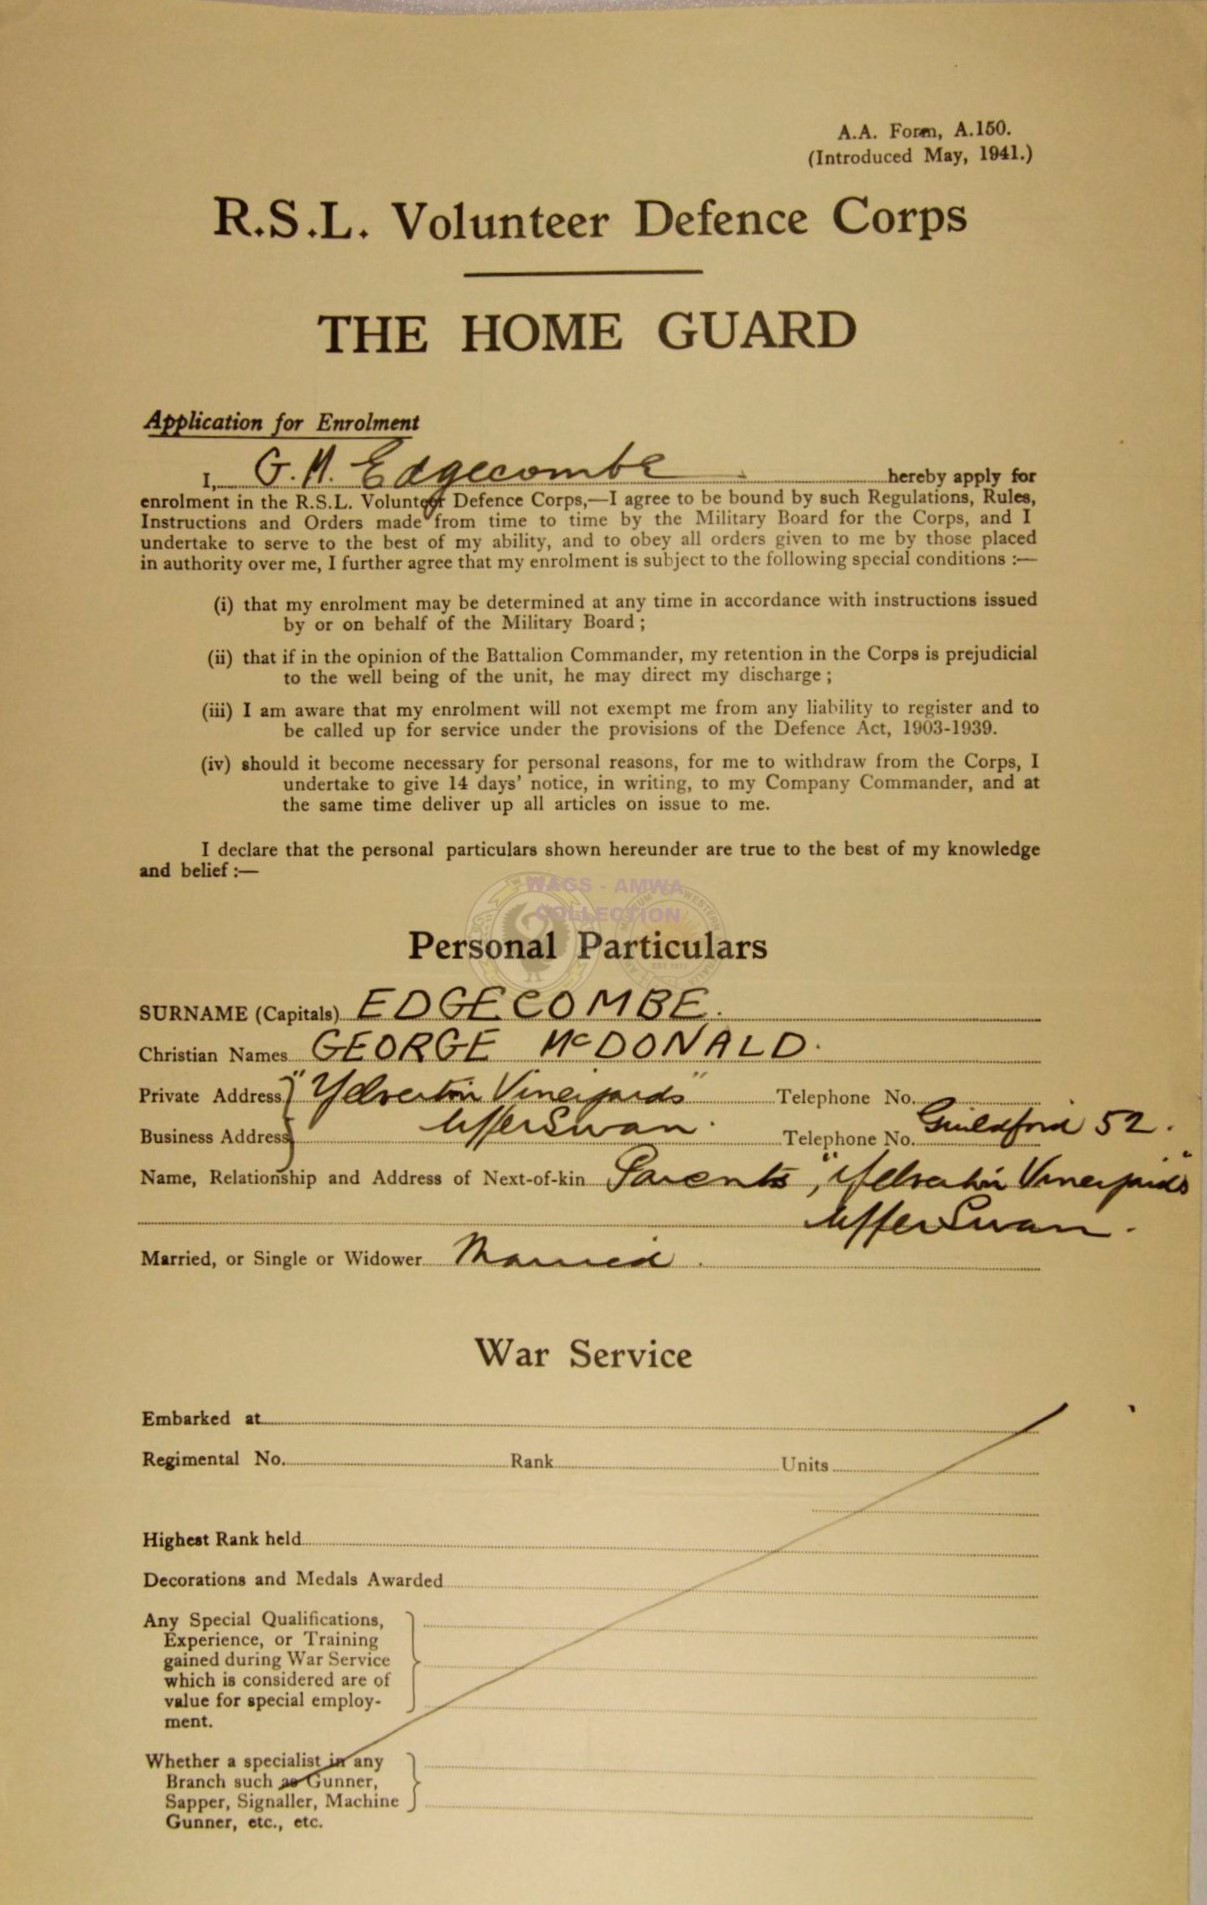 A.A. Form, A.150.
(Introduced May, 1941.)
R.S.L. Volunteer Defence Corps
THE HOME GUARD
Application for Enrolment
I, G. M. Edgecombe hereby apply for
enrolment in the R.S.L. Volunteer Defence Corps,—I agree to be bound by such Regulations, Rules,
Instructions and Orders made from time to time by the Military Board for the Corps, and I
undertake to serve to the best of my ability, and to obey all orders given to me by those placed
in authority over me, I further agree that my enrolment is subject to the following special conditions :—
(i) that my enrolment may be determined at any time in accordance with instructions issued
by or on behalf of the Military Board ;
(ii) that if in the opinion of the Battalion Commander, my retention in the Corps is prejudicial
to the well being of the unit, he may direct my discharge ;
(iii) I am aware that my enrolment will not exempt me from any liability to register and to
be called up for service under the provisions of the Defence Act, 1903-1939.
(iv) should it become necessary for personal reasons, for me to withdraw from the Corps, I
undertake to give 14 days' notice, in writing, to my Company Commander, and at
the same time deliver up all articles on issue to me.
I declare that the personal particulars shown hereunder are true to the best of my knowledge
and belief :—
WAGS - AMWA
COLLECTION
Personal Particulars
SURNAME (Capitals) EDGECOMBE.
Christian Names GEORGE McDONALD.
Private Address "Yelverton Vineyards" Telephone No.
Business Address Upper Swan. Telephone No. Guildford 52.
Name, Relationship and Address of Next-of-kin Parents, "Yelverton Vineyards"
Upper Swan.
Married, or Single or Widower Married.
War Service
Embarked at
Regimental No. Rank Units
Highest Rank held
Decorations and Medals Awarded
Any Special Qualifications,
Experience, or Training
gained during War Service
which is considered are of
value for special employ-
ment.
Whether a specialist in any
Branch such as Gunner,
Sapper, Signaller, Machine
Gunner, etc., etc.